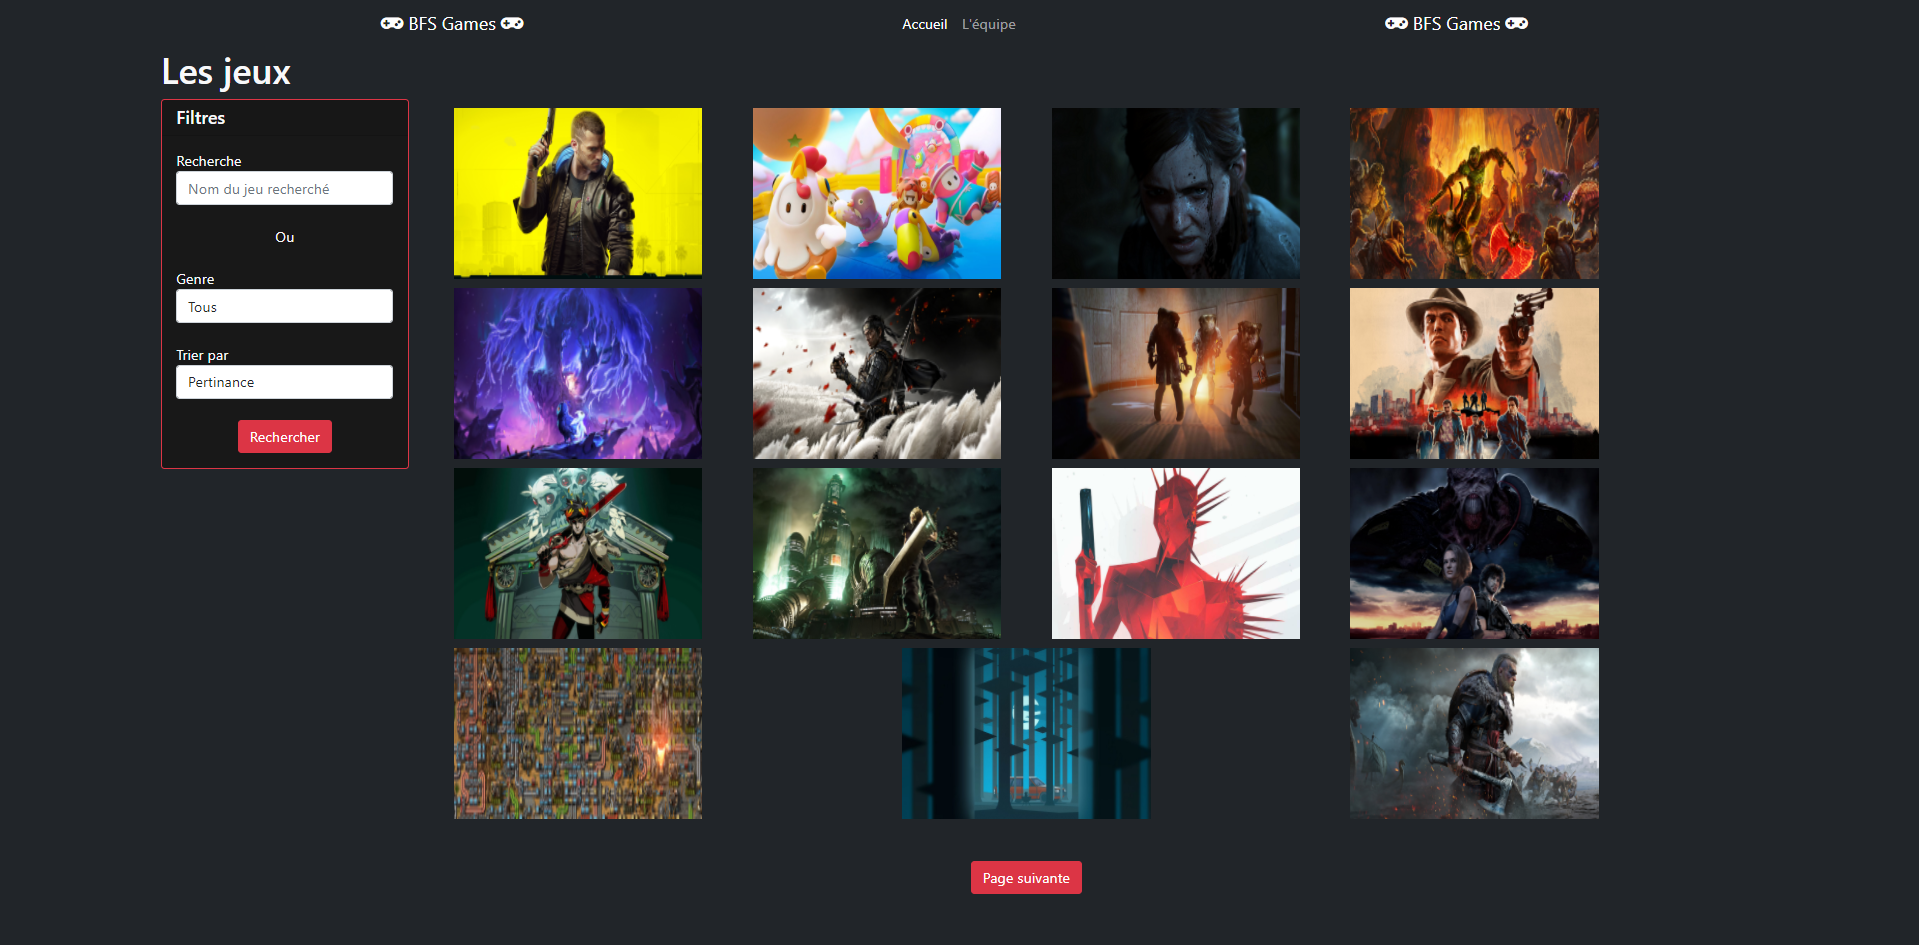 BFS Games
Accueil L'équipe
BFS Games
Les jeux
Filtres
Recherche
Nom du jeu recherché
Ou
Genre
Tous
Trier par
Pertinance
Rechercher
Page suivante